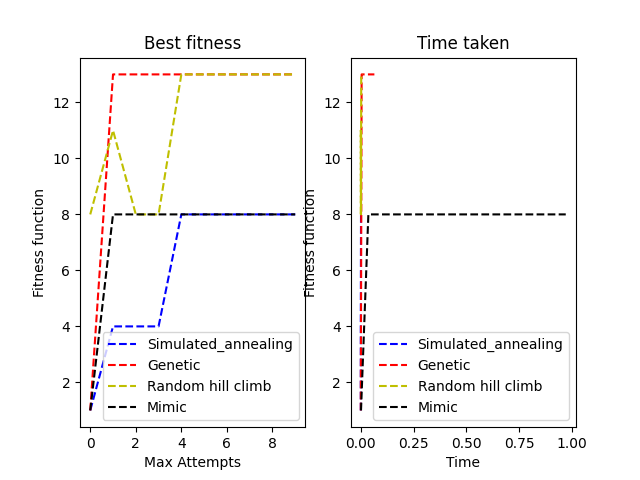 Best fitness
Fitness function
12
10
8
6
4
2
0 2 4 6 8
Max Attempts
Simulated_annealing
Genetic
Random hill climb
Mimic
Time taken
Fitness function
12
10
8
6
4
2
0.00 0.25 0.50 0.75 1.00
Time
Simulated_annealing
Genetic
Random hill climb
Mimic